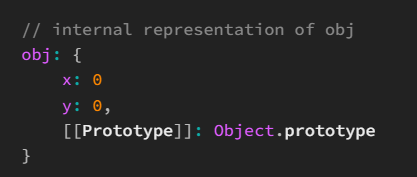 // internal representation of obj
obj: {
    x: 0
    y: 0,
    [[Prototype]]: Object.prototype
}